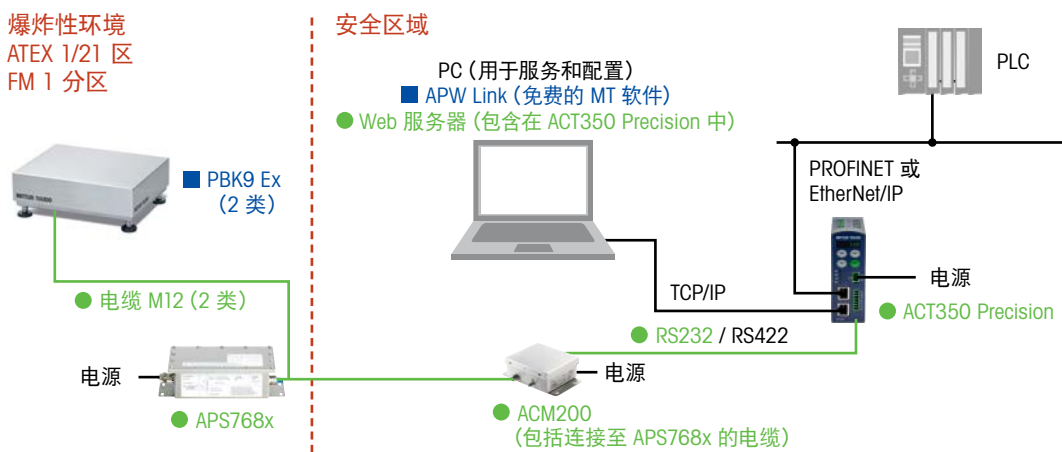 爆炸性环境
ATEX 1/21 区
FM 1 分区
安全区域
PC（用于服务和配置）
APW Link（免费的 MT 软件）
Web 服务器（包含在 ACT350 Precision 中）
PLC
PROFINET 或
EtherNet/IP
PBK9 Ex
（2 类）
METTLER TOLEDO
电缆 M12（2 类）
TCP/IP
电源
ACT350 Precision
RS232 / RS422
电源
APS768x
电源
ACM200
（包括连接至 APS768x 的电缆）